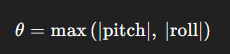 θ = max (|pitch|, |roll|)